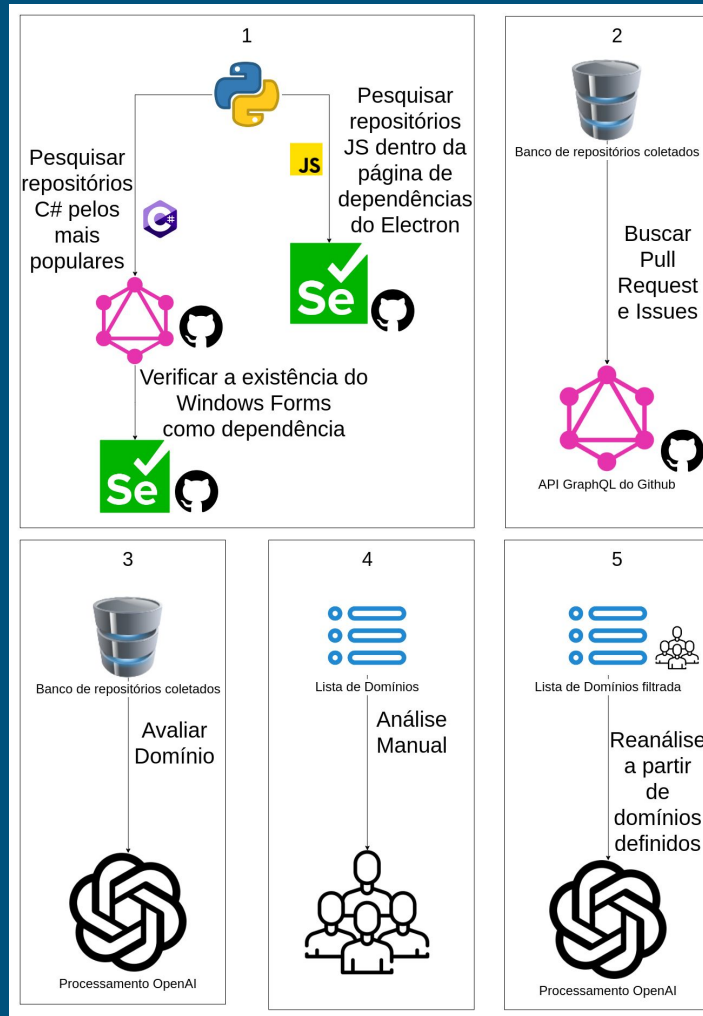 1
Pesquisar
repositórios
JS dentro da
página de
dependências
do Electron
JS
Pesquisar
repositórios
C# pelos
mais
populares
C#
Se
Verificar a existência do
Windows Forms
como dependência
Se
2
Banco de repositórios coletados
Buscar
Pull
Request
e Issues
API GraphQL do Github
3
Banco de repositórios coletados
Avaliar
Domínio
Processamento OpenAI
4
Lista de Domínios
Análise
Manual
5
Lista de Domínios filtrada
Reanálise
a partir
de
domínios
definidos
Processamento OpenAI